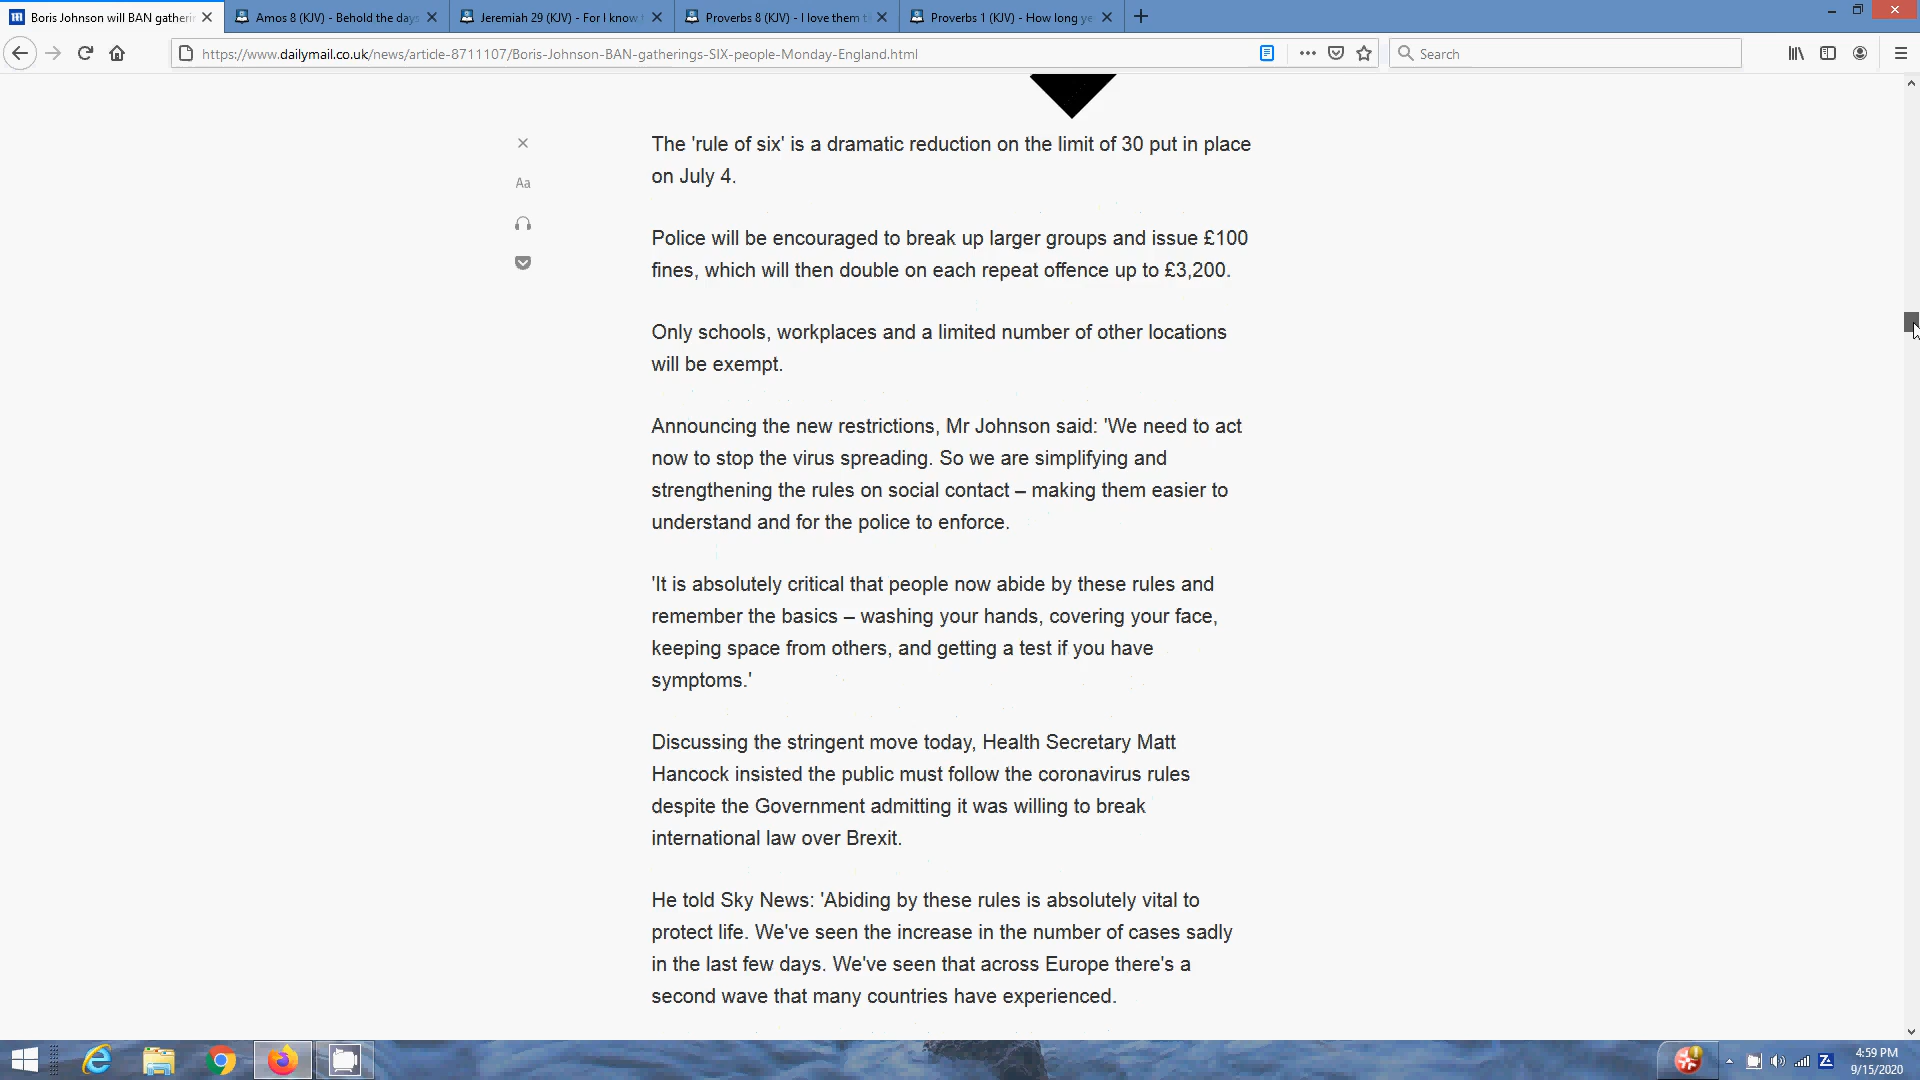 Boris Johnson will BAN gatherin
Amos 8 (KJV) - Behold the days
Jeremiah 29 (KJV) - For I know t
Proverbs 8 (KJV) - I love them t
Proverbs 1 (KJV) - How long ye
https://www.dailymail.co.uk/news/article-8711107/Boris-Johnson-BAN-gatherings-SIX-people-Monday-England.html
Search
Aa
The 'rule of six' is a dramatic reduction on the limit of 30 put in place
on July 4.
Police will be encouraged to break up larger groups and issue £100
fines, which will then double on each repeat offence up to £3,200.
Only schools, workplaces and a limited number of other locations
will be exempt.
Announcing the new restrictions, Mr Johnson said: 'We need to act
now to stop the virus spreading. So we are simplifying and
strengthening the rules on social contact – making them easier to
understand and for the police to enforce.
'It is absolutely critical that people now abide by these rules and
remember the basics – washing your hands, covering your face,
keeping space from others, and getting a test if you have
symptoms.'
Discussing the stringent move today, Health Secretary Matt
Hancock insisted the public must follow the coronavirus rules
despite the Government admitting it was willing to break
international law over Brexit.
He told Sky News: 'Abiding by these rules is absolutely vital to
protect life. We've seen the increase in the number of cases sadly
in the last few days. We've seen that across Europe there's a
second wave that many countries have experienced.
4:59 PM
9/15/2020